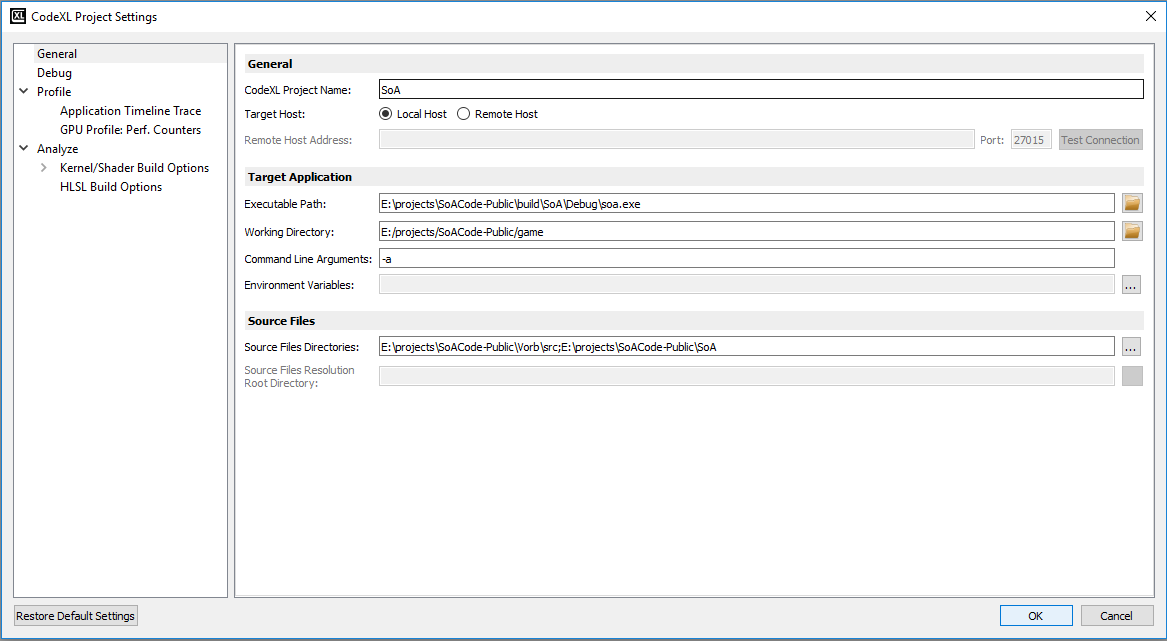 XL CodeXL Project Settings
General
Debug
Profile
Application Timeline Trace
GPU Profile: Perf. Counters
Analyze
Kernel/Shader Build Options
HLSL Build Options
General
CodeXL Project Name: SoA
Target Host: Local Host Remote Host
Remote Host Address: Port: 27015 Test Connection
Target Application
Executable Path: E:\projects\SoACode-Public\build\SoA\Debug\soa.exe
Working Directory: E:/projects/SoACode-Public/game
Command Line Arguments: -a
Environment Variables: ...
Source Files
Source Files Directories: E:\projects\SoACode-Public\Vorb\src;E:\projects\SoACode-Public\SoA ...
Source Files Resolution
Root Directory:
Restore Default Settings OK Cancel